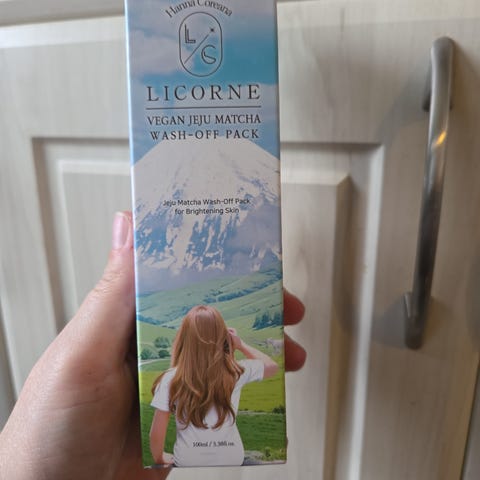 Hanna Coreana
L
C
LICORNE
VEGAN JEJU MATCHA
WASH-OFF PACK
Jeju Matcha Wash-Off Pack
for Brightening Skin
100ml / 3.38fl oz.